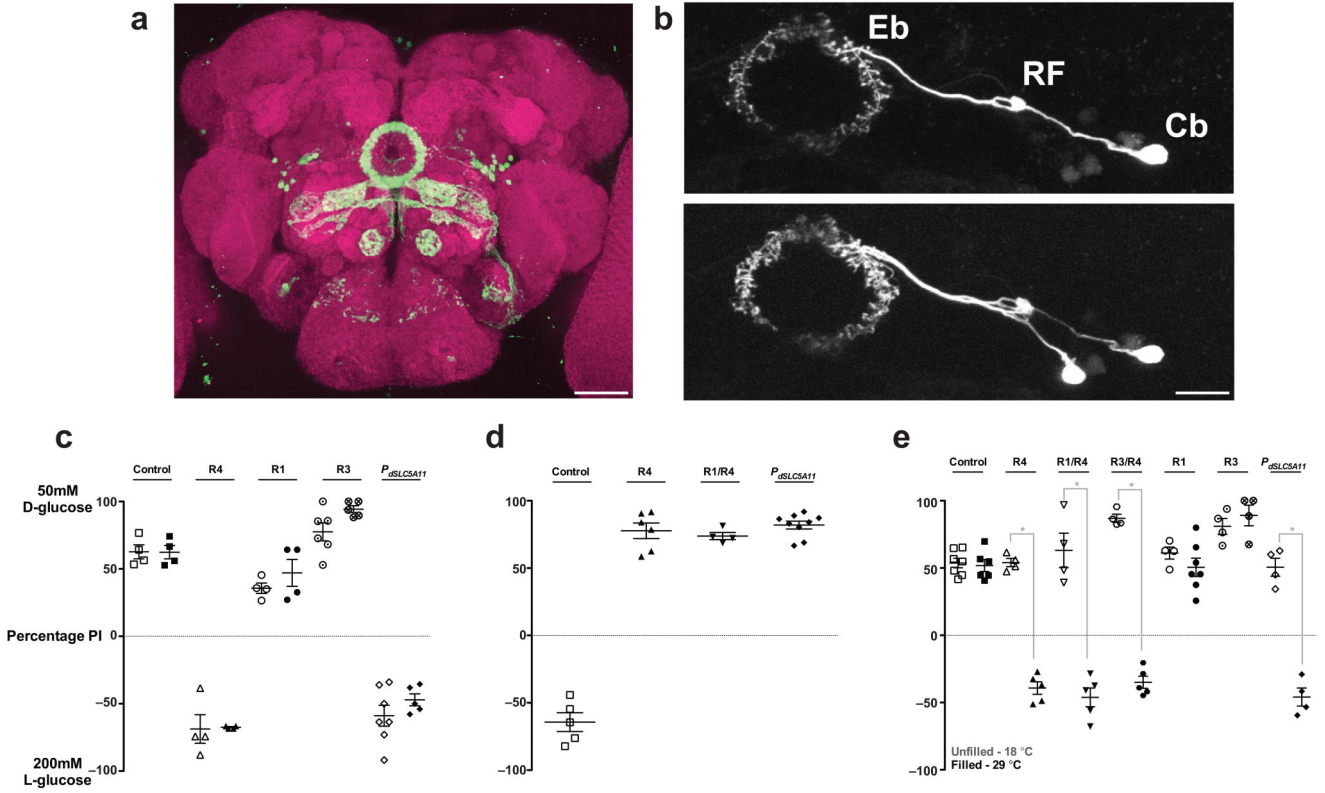 a
b
Eb
RF
Cb
c
d
e
Control
R4
R1
R3
PdSLC5A11
50mM
D-glucose
100
50
Percentage PI
0
−50
200mM
L-glucose
−100
Control
R4
R1/R4
PdSLC5A11
100
50
0
−50
−100
Control
R4
R1/R4
R3/R4
R1
R3
PdSLC5A11
*
*
*
*
100
50
0
−50
−100
Unfilled - 18 °C
Filled - 29 °C